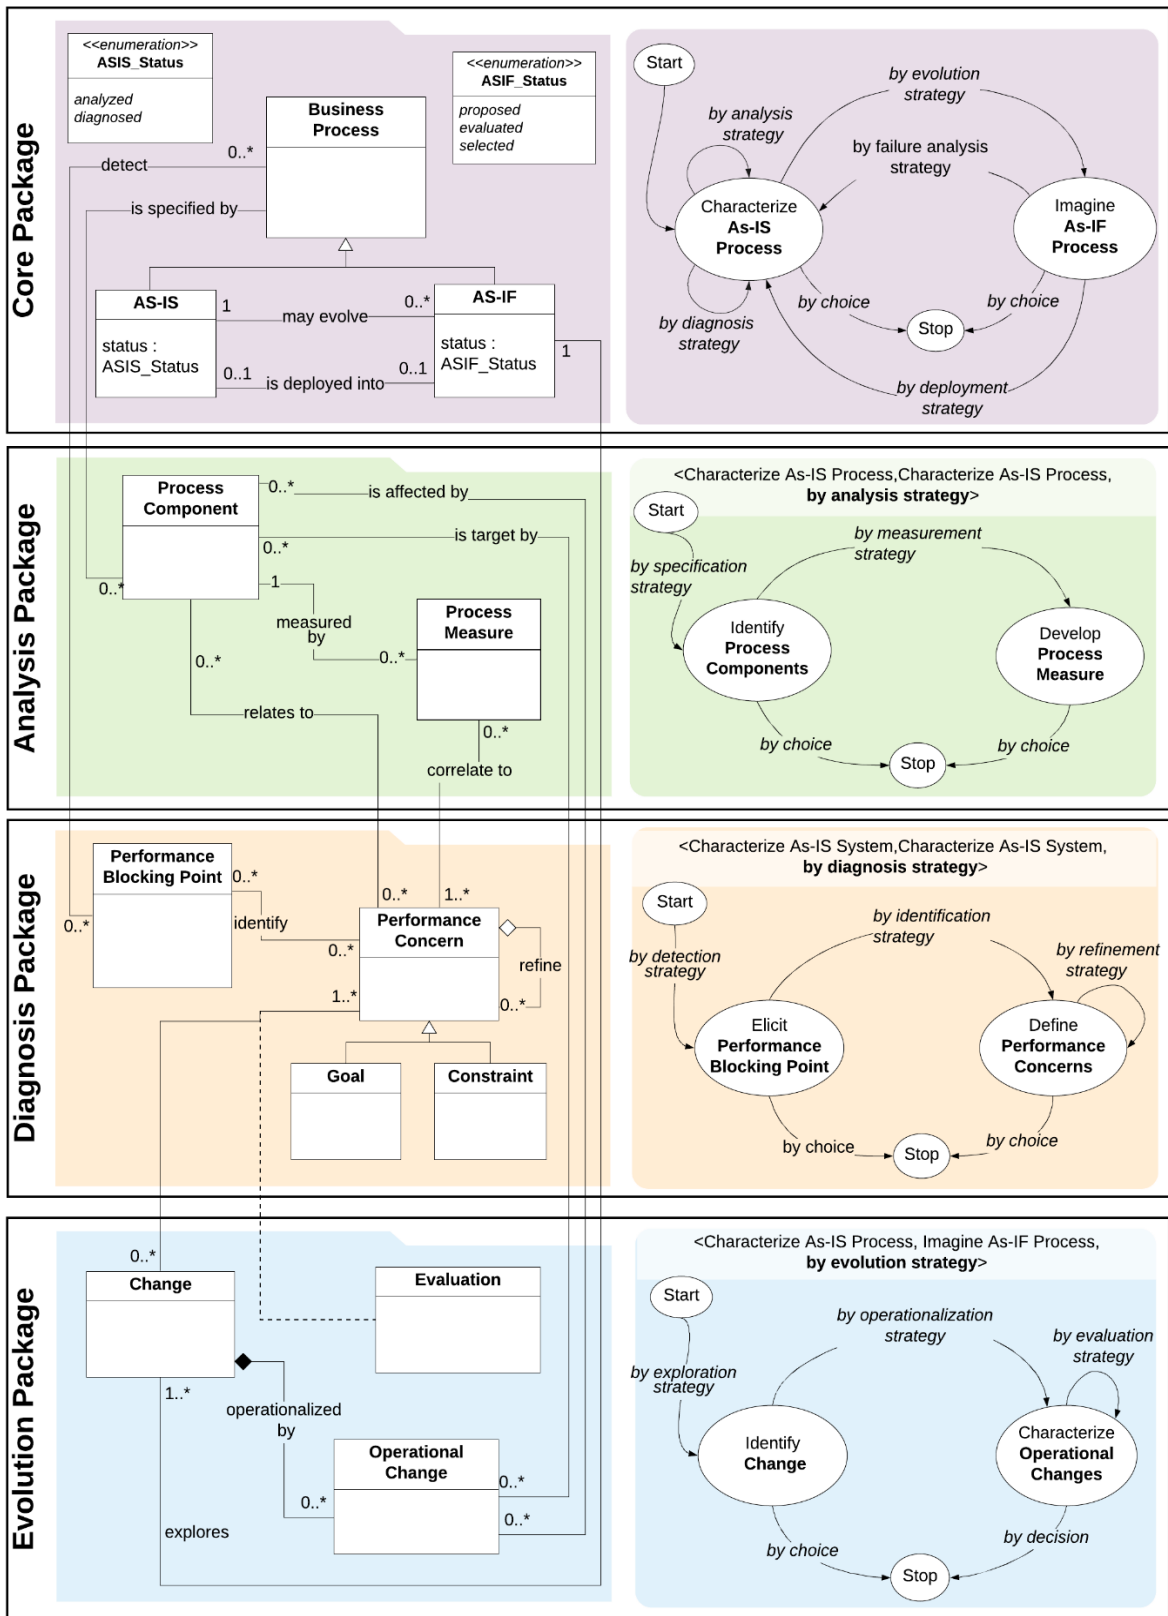 Core Package
<<enumeration>>
ASIS_Status
analyzed
diagnosed
<<enumeration>>
ASIF_Status
proposed
evaluated
selected
Business
Process
0..*
detect
is specified by
AS-IS
status :
ASIS_Status
AS-IF
status :
ASIF_Status
1
may evolve
0..*
0..1
is deployed into
0..1
1
Start
by evolution
strategy
by analysis
strategy
by failure analysis
strategy
Characterize
As-IS
Process
Imagine
As-IF
Process
by choice
by choice
Stop
by diagnosis
strategy
by deployment
strategy
Analysis Package
Process
Component
0..*
is affected by
is target by
0..*
0..*
1
measured
by
0..*
Process
Measure
0..*
relates to
0..*
correlate to
<Characterize As-IS Process,Characterize As-IS Process,
by analysis strategy>
Start
by measurement
strategy
by specification
strategy
Identify
Process
Components
Develop
Process
Measure
by choice
by choice
Stop
Diagnosis Package
Performance
Blocking Point
0..*
0..*
identify
0..*
0..*
1..*
Performance
Concern
refine
0..*
1..*
Goal
Constraint
<Characterize As-IS System,Characterize As-IS System,
by diagnosis strategy>
Start
by identification
strategy
by detection
strategy
by refinement
strategy
Elicit
Performance
Blocking Point
Define
Performance
Concerns
by choice
by choice
Stop
Evolution Package
0..*
Change
Evaluation
1..*
operationalized
by
Operational
Change
0..*
0..*
0..*
explores
<Characterize As-IS Process, Imagine As-IF Process,
by evolution strategy>
Start
by operationalization
strategy
by evaluation
strategy
by exploration
strategy
Identify
Change
Characterize
Operational
Changes
by choice
by decision
Stop